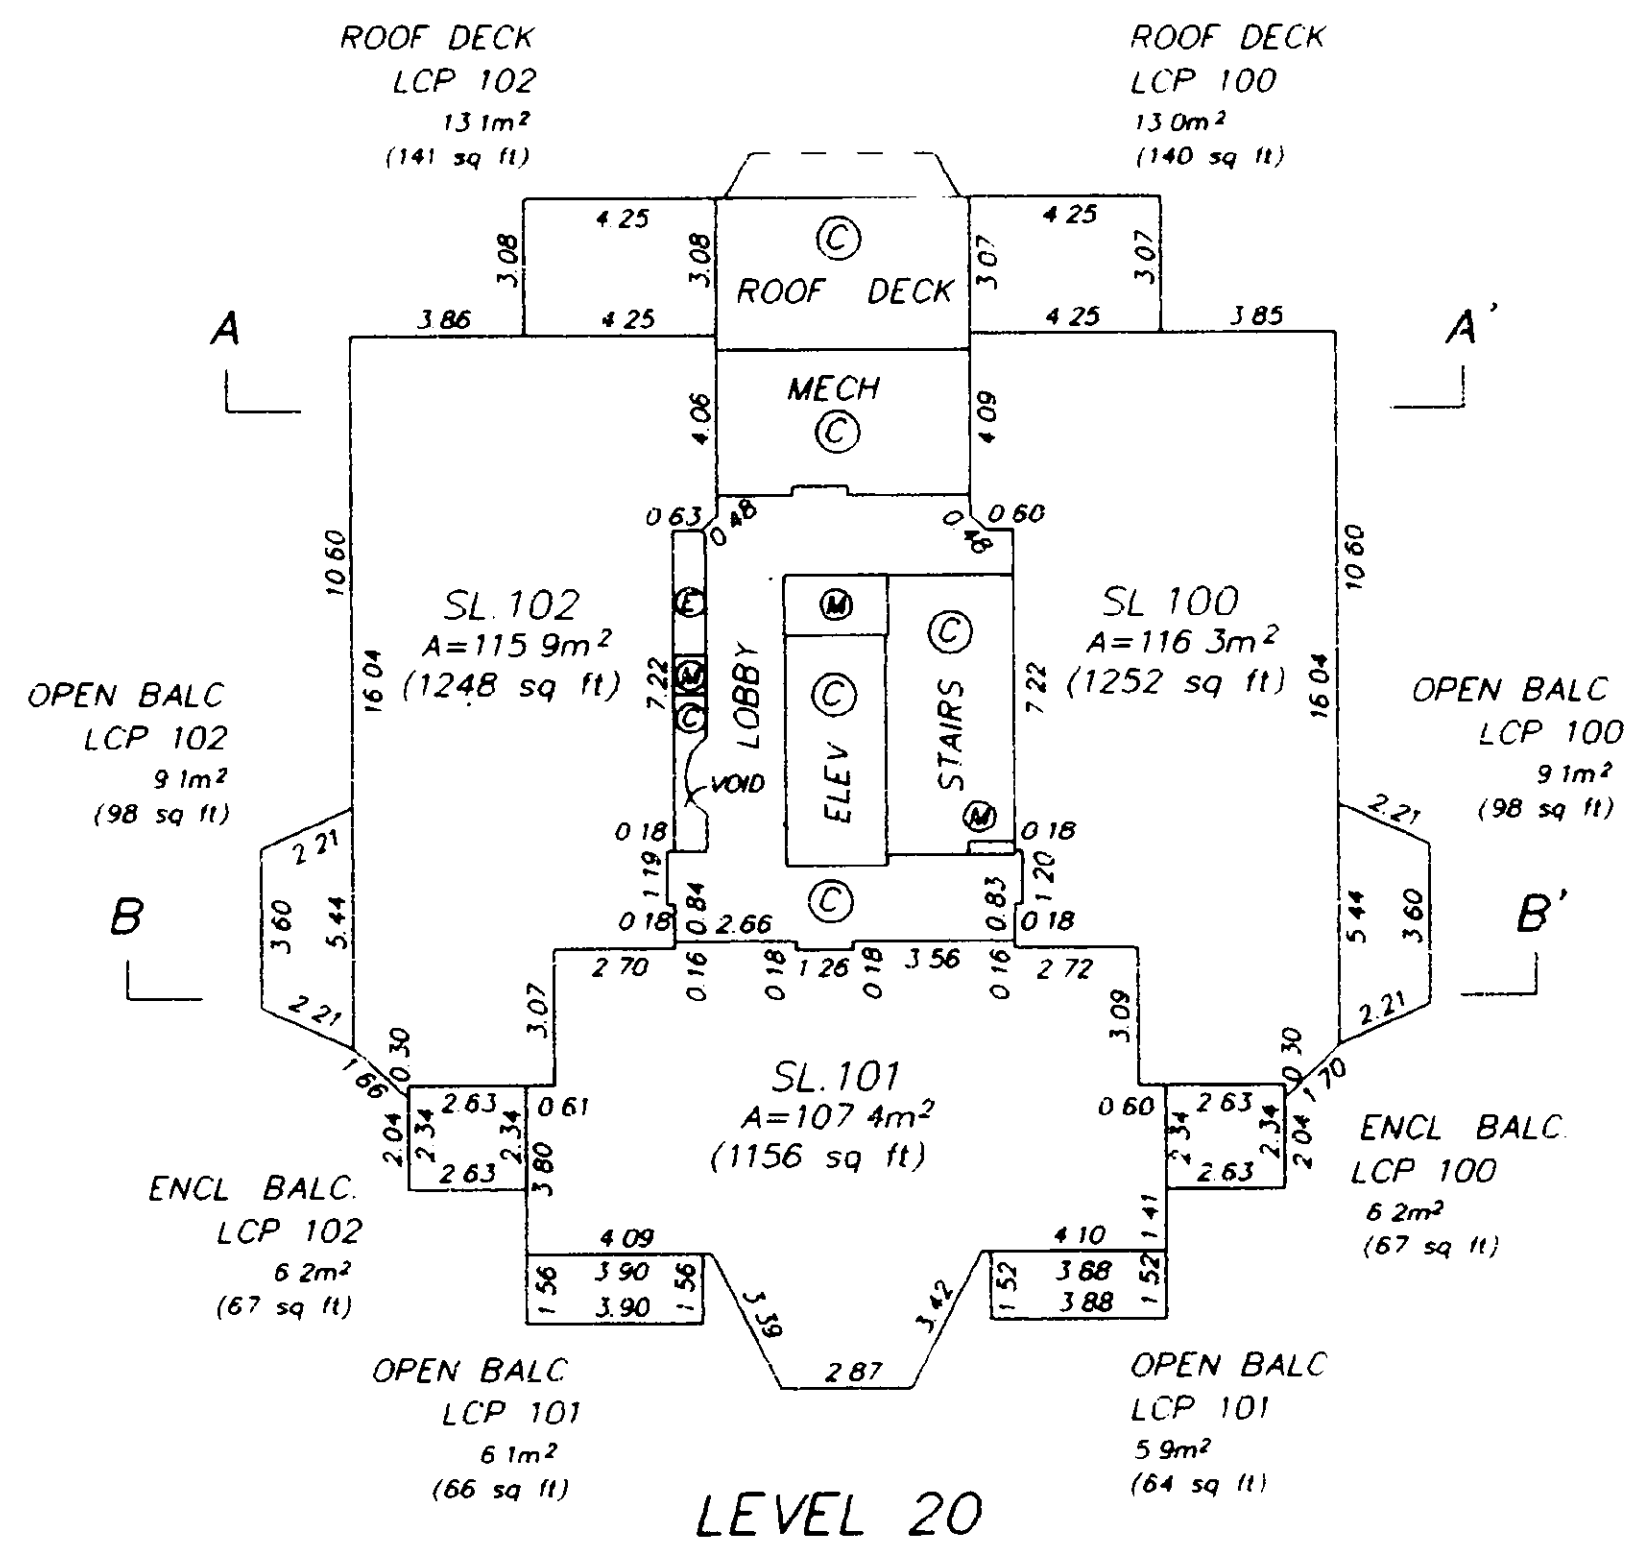 ROOF DECK
LCP 102
13 1m²
(141 sq ft)
ROOF DECK
LCP 100
13 0m²
(140 sq ft)
4.25
3.08
3.08
C
ROOF DECK
4 25
3 07
3.07
3.86
4.25
4.25
3.85
A
A'
MECH
C
4.06
4 09
0 63
0 48
0 48
0 60
10 60
10 60
SL.102
A=115 9m²
(1248 sq ft)
SL 100
A=116 3m²
(1252 sq ft)
E
M
C
M
C
C
16 04
7.22
LOBBY
ELEV
STAIRS
7 22
16 04
VOID
M
OPEN BALC
LCP 102
9 1m²
(98 sq ft)
OPEN BALC
LCP 100
9 1m²
(98 sq ft)
2 21
2.21
0 18
0 18
1 19
1 20
B
B'
3 60
5.44
0.84
C
0.83
5 44
3 60
0 18
2.66
0 18
2 70
0.16
0 18
1 26
0 18
3 56
0 16
2 72
2 21
2.21
3.07
3.09
1 66
0 30
0 30
1 70
SL.101
A=107 4m²
(1156 sq ft)
2.63
0 61
0 60
2 63
2.04
2.34
2.34
2.34
2.34
2 04
2 63
3 80
2.63
1 41
ENCL BALC.
LCP 102
6 2m²
(67 sq ft)
ENCL BALC.
LCP 100
6 2m²
(67 sq ft)
4 09
4 10
1 56
3.90
1 56
1 52
3 88
1 52
3.90
3 88
3.39
3.42
2 87
OPEN BALC
LCP 101
6 1m²
(66 sq ft)
OPEN BALC
LCP 101
5 9m²
(64 sq ft)
LEVEL 20